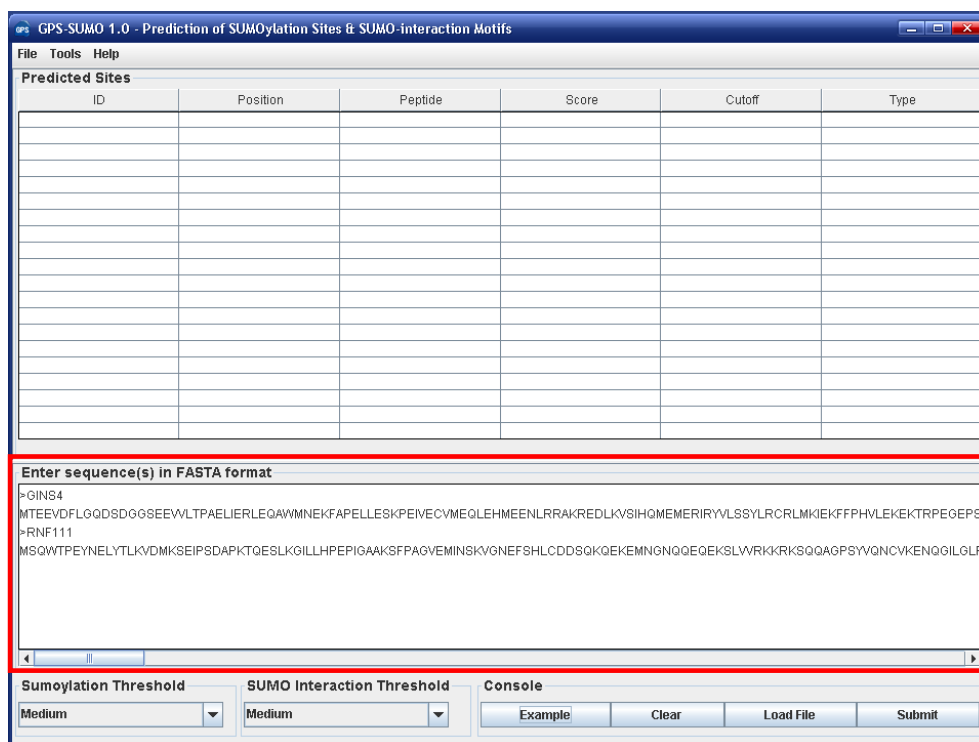 GPS GPS-SUMO 1.0 - Prediction of SUMOylation Sites & SUMO-interaction Motifs
File Tools Help
Predicted Sites
ID Position Peptide Score Cutoff Type
Enter sequence(s) in FASTA format
>GINS4
MTEEVDFLGQDSDGGSEEVVLTPAELIERLEQAWMNEKFAPELLESKPEIVECVMEQLEHMEENLRRAKREDLKVSIHQMEMERIRYVLSSYLRCRLMKIEKFFPHVLEKEKTRPEGEPS
>RNF111
MSQWTPEYNELYTLKVDMKSEIPSDAPKTQESLKGILLHPEPIGAAKSFPAGVEMINSKVGNEFSHLCDDSQKQEKEMNGNQQEQEKSLVVRKKRKSQQAGPSYVQNCVKENQGILGLR
Sumoylation Threshold SUMO Interaction Threshold Console
Medium Medium Example Clear Load File Submit